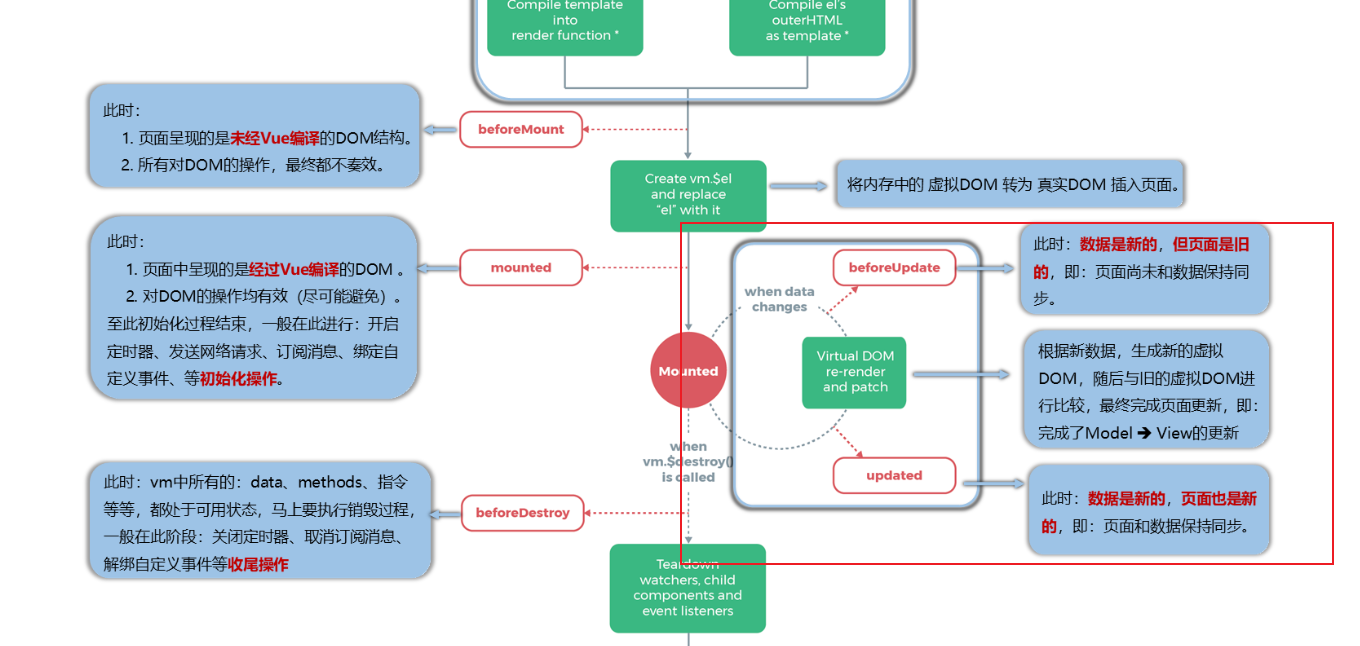 Compile template
into
render function *
Compile el's
outerHTML
as template *
此时：
1. 页面呈现的是未经Vue编译的DOM结构。
2. 所有对DOM的操作，最终都不奏效。
beforeMount
Create vm.$el
and replace
"el" with it
将内存中的 虚拟DOM 转为 真实DOM 插入页面。
此时：
1. 页面中呈现的是经过Vue编译的DOM 。
2. 对DOM的操作均有效（尽可能避免）。
至此初始化过程结束，一般在此进行：开启
定时器、发送网络请求、订阅消息、绑定自
定义事件、等初始化操作。
mounted
Mounted
when data
changes
beforeUpdate
此时：数据是新的，但页面是旧
的，即：页面尚未和数据保持同
步。
Virtual DOM
re-render
and patch
根据新数据，生成新的虚拟
DOM，随后与旧的虚拟DOM进
行比较，最终完成页面更新，即：
完成了Model ➔ View的更新
updated
此时：数据是新的，页面也是新
的，即：页面和数据保持同步。
when
vm.$destroy()
is called
此时：vm中所有的：data、methods、指令
等等，都处于可用状态，马上要执行销毁过程，
一般在此阶段：关闭定时器、取消订阅消息、
解绑自定义事件等收尾操作
beforeDestroy
Teardown
watchers, child
components and
event listeners